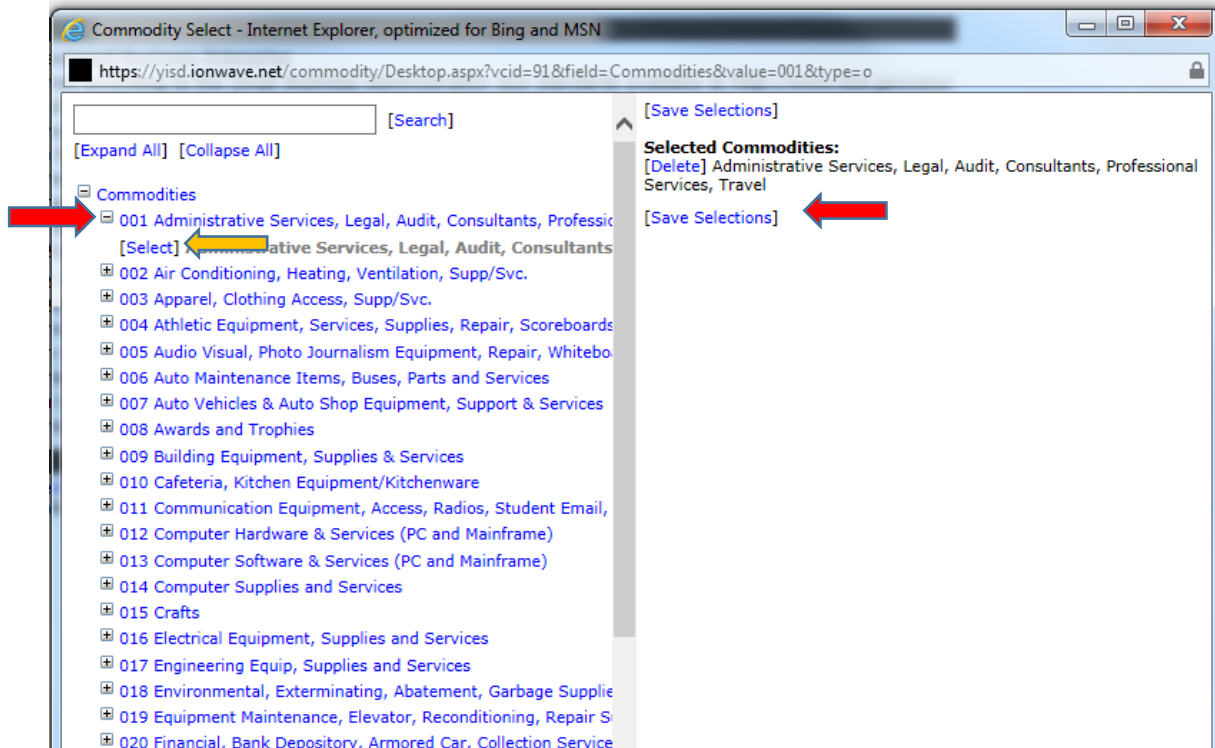 Commodity Select - Internet Explorer, optimized for Bing and MSN
https://yisd.ionwave.net/commodity/Desktop.aspx?vcid=91&field=Commodities&value=001&type=o
[Search]
[Expand All] [Collapse All]
Commodities
001 Administrative Services, Legal, Audit, Consultants, Professic
[Select] Services, Legal, Audit, Consultants
002 Air Conditioning, Heating, Ventilation, Supp/Svc.
003 Apparel, Clothing Access, Supp/Svc.
004 Athletic Equipment, Services, Supplies, Repair, Scoreboards
005 Audio Visual, Photo Journalism Equipment, Repair, Whitebo
006 Auto Maintenance Items, Buses, Parts and Services
007 Auto Vehicles & Auto Shop Equipment, Support & Services
008 Awards and Trophies
009 Building Equipment, Supplies & Services
010 Cafeteria, Kitchen Equipment/Kitchenware
011 Communication Equipment, Access, Radios, Student Email,
012 Computer Hardware & Services (PC and Mainframe)
013 Computer Software & Services (PC and Mainframe)
014 Computer Supplies and Services
015 Crafts
016 Electrical Equipment, Supplies and Services
017 Engineering Equip, Supplies and Services
018 Environmental, Exterminating, Abatement, Garbage Supplie
019 Equipment Maintenance, Elevator, Reconditioning, Repair S
020 Financial, Bank Depository, Armored Car, Collection Service
[Save Selections]
Selected Commodities:
[Delete] Administrative Services, Legal, Audit, Consultants, Professional
Services, Travel
[Save Selections]